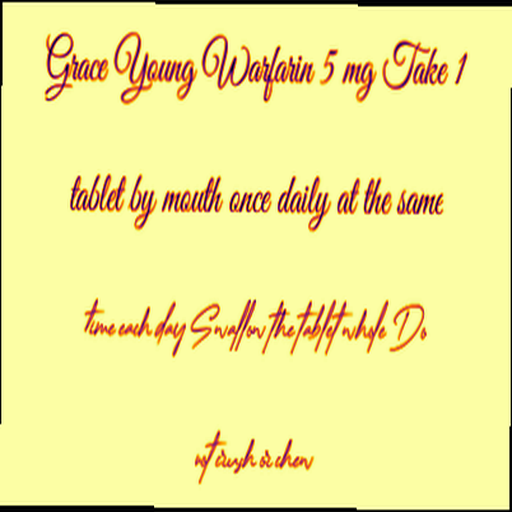 Grace Young Warfarin 5 mg Take 1
tablet by mouth once daily at the same
time each day Swallow the tablet whole Do
not crush or chew